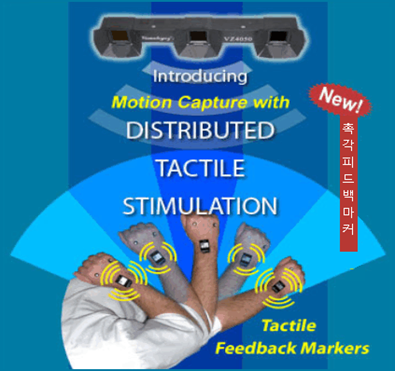 VZ4050
Introducing
Motion Capture with
New!
DISTRIBUTED
TACTILE
STIMULATION
촉각피드백마커
Tactile
Feedback Markers